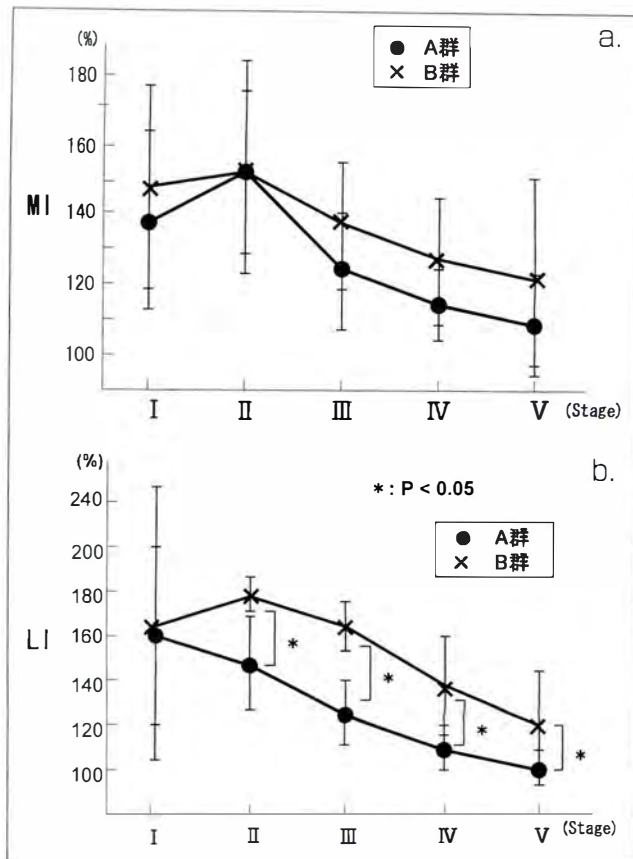 (%)
a.
● A群
× B群
180
160
MI
140
120
100
I II III IV V (Stage)
(%)
b.
*: P < 0.05
240
● A群
× B群
200
180
LI
160
*
*
140
*
120
*
100
I II III IV V (Stage)